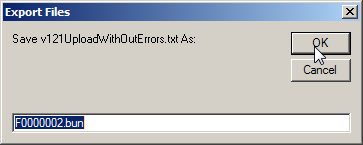 Export Files
Save v121UploadWithOutErrors.txt As:
OK
Cancel
F0000002.bun